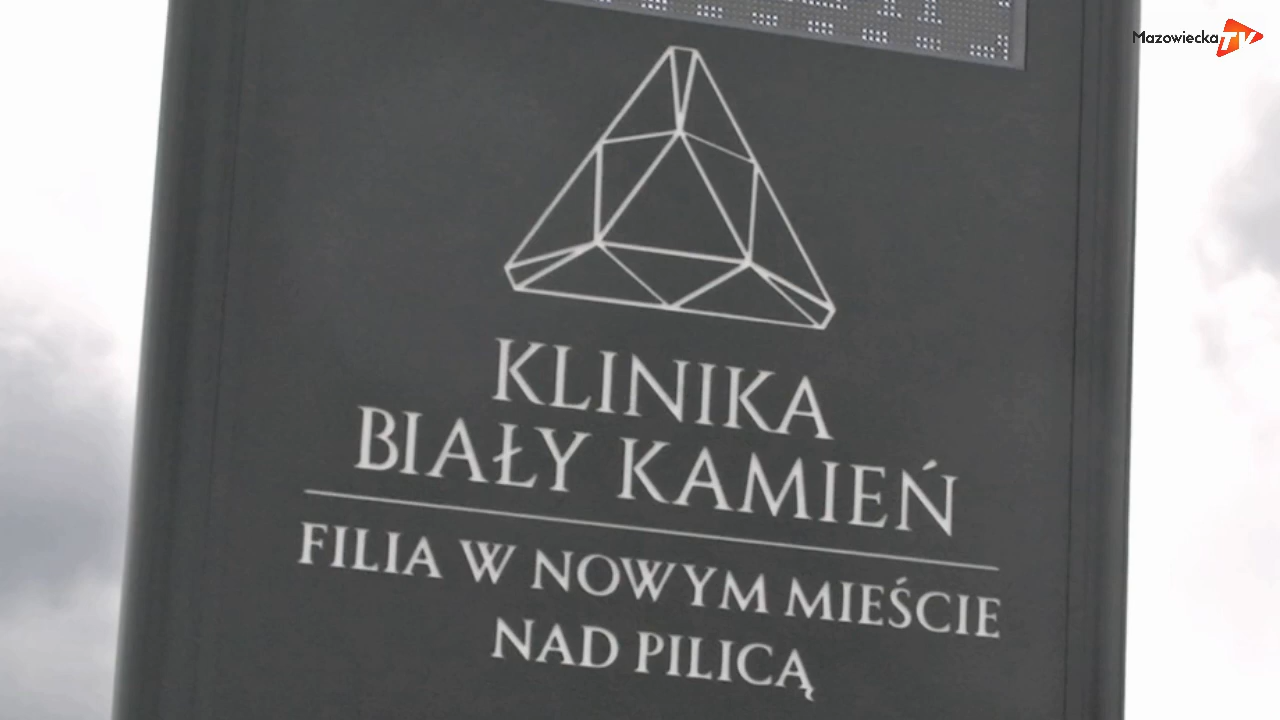 Mazowiecka TV
KLINIKA
BIAŁY KAMIEŃ
FILIA W NOWYM MIEŚCIE
NAD PILICĄ